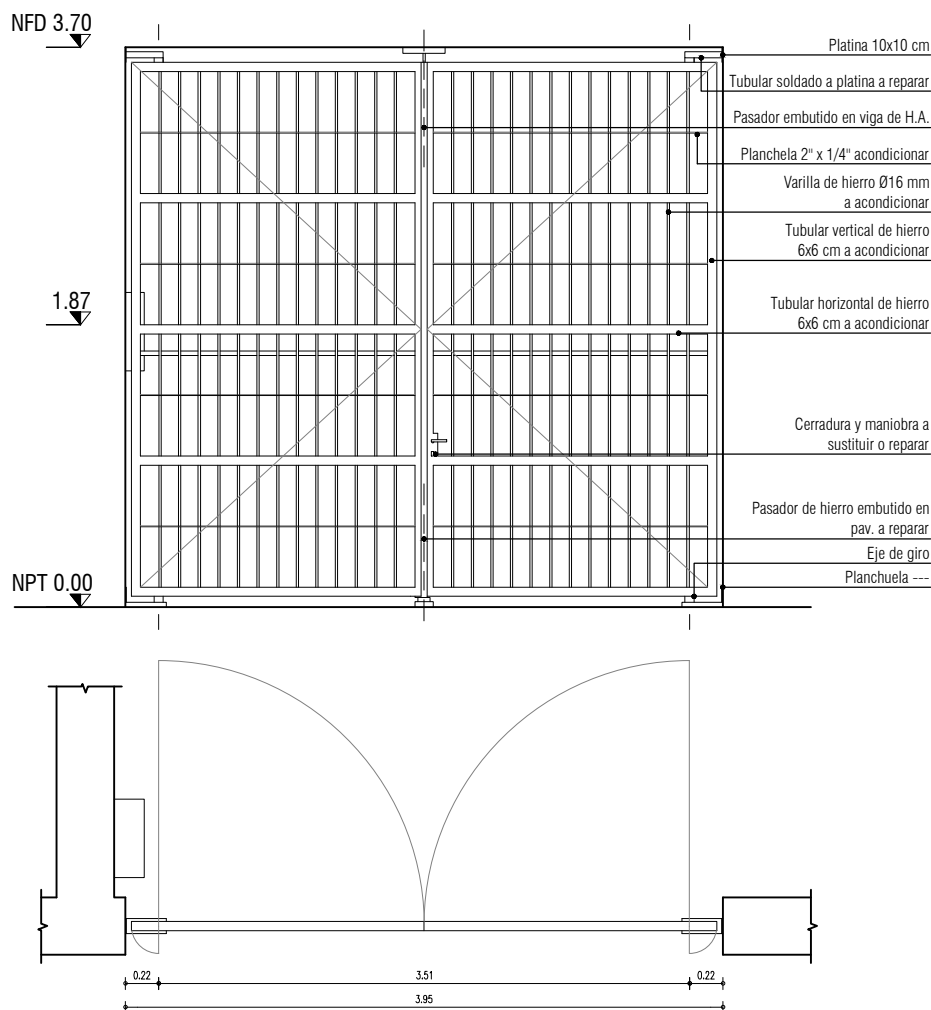 NFD 3.70
Platina 10x10 cm
Tubular soldado a platina a reparar
Pasador embutido en viga de H.A.
Planchela 2" x 1/4" acondicionar
Varilla de hierro Ø16 mm
a acondicionar
Tubular vertical de hierro
6x6 cm a acondicionar
1.87
Tubular horizontal de hierro
6x6 cm a acondicionar
Cerradura y maniobra a
sustituir o reparar
Pasador de hierro embutido en
pav. a reparar
Eje de giro
NPT 0.00
Planchuela ---
0.22
3.51
0.22
3.95